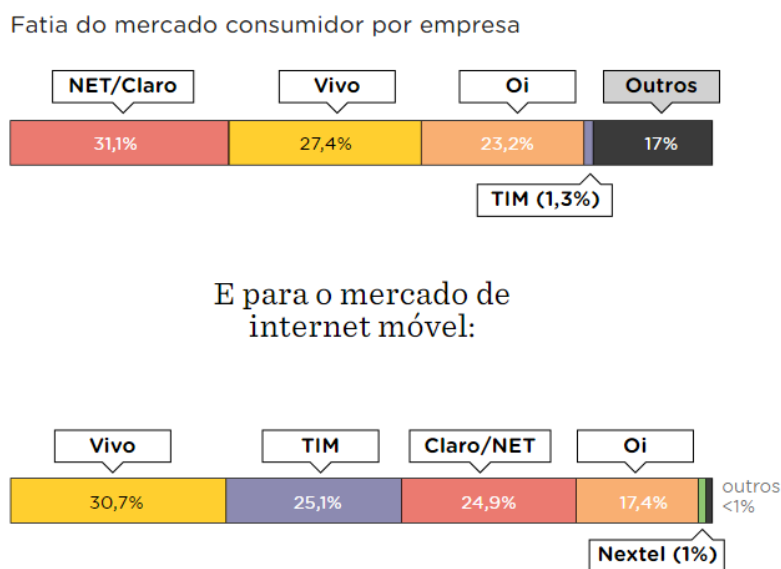 Fatia do mercado consumidor por empresa
NET/Claro Vivo Oi Outros
31,1% 27,4% 23,2% 17%
TIM (1,3%)
E para o mercado de
internet móvel:
Vivo TIM Claro/NET Oi
30,7% 25,1% 24,9% 17,4% outros
<1%
Nextel (1%)